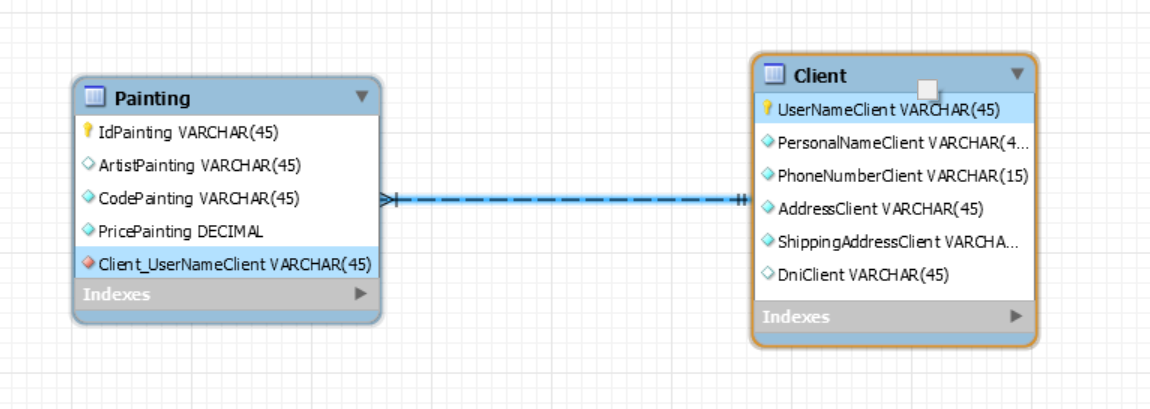 Painting
IdPainting VARCHAR(45)
ArtistPainting VARCHAR(45)
CodePainting VARCHAR(45)
PricePainting DECIMAL
Client_UserNameClient VARCHAR(45)
Indexes
Client
UserNameClient VARCHAR(45)
PersonalNameClient VARCHAR(4...
PhoneNumberClient VARCHAR(15)
AddressClient VARCHAR(45)
ShippingAddressClient VARCHA...
DniClient VARCHAR(45)
Indexes